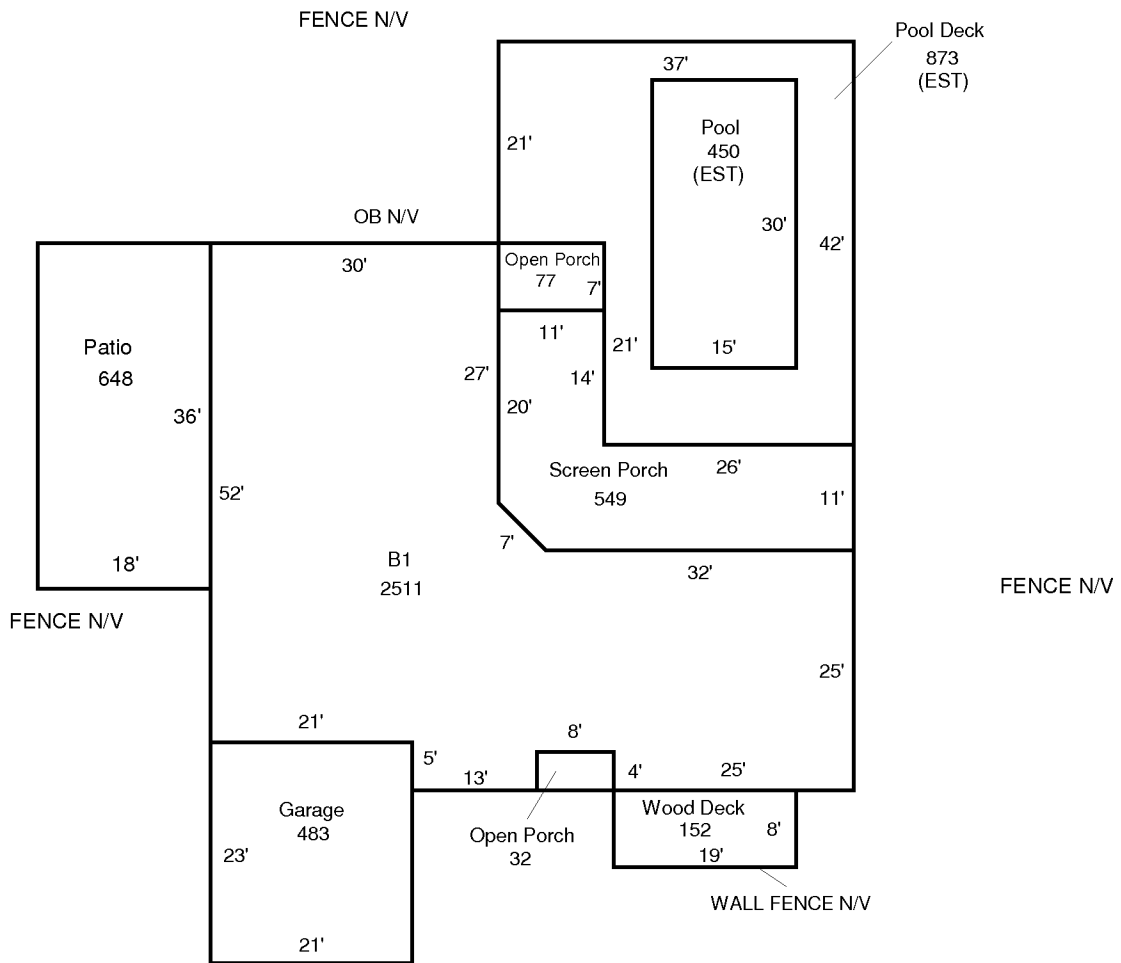 FENCE N/V
Pool Deck
873
(EST)
37'
Pool
450
(EST)
21'
30'
42'
OB N/V
30'
Open Porch
77
7'
11'
21'
15'
Patio
648
27'
14'
36'
20'
Screen Porch
549
26'
11'
52'
18'
7'
B1
2511
32'
FENCE N/V
FENCE N/V
25'
21'
8'
5'
13'
4'
25'
Garage
483
Open Porch
32
Wood Deck
152
8'
19'
23'
WALL FENCE N/V
21'